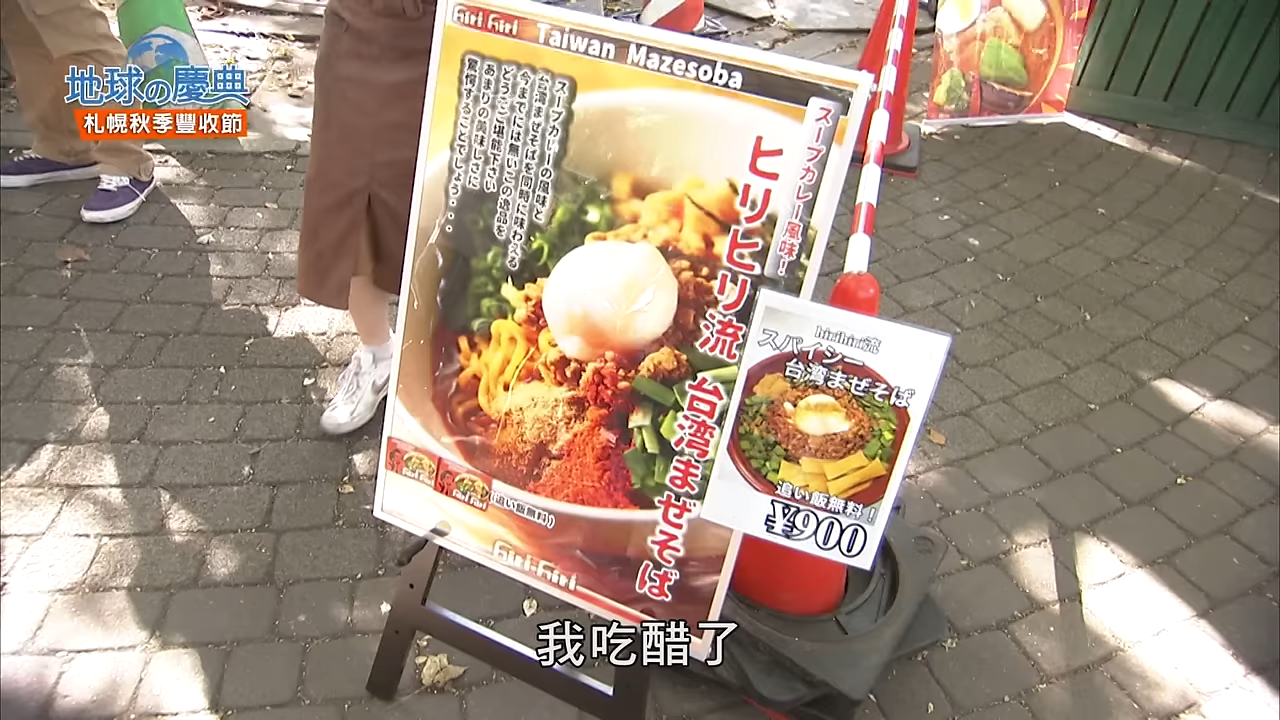 地球の慶典
札幌秋季豐收節
hiri hiri Taiwan Mazesoba
スープカレー風味！
ヒリヒリ流 台湾まぜそば
スープカレーの風味と
台湾まぜそばを同時に味わえる
今までには無いこの逸品を
どうぞご堪能下さい
あまりの美味しさに
驚愕することでしょう・・・
(追い飯無料♪)
hiri-hiri
hirihiri流
スパイシー
台湾まぜそば
追い飯無料！
¥900
我吃醋了